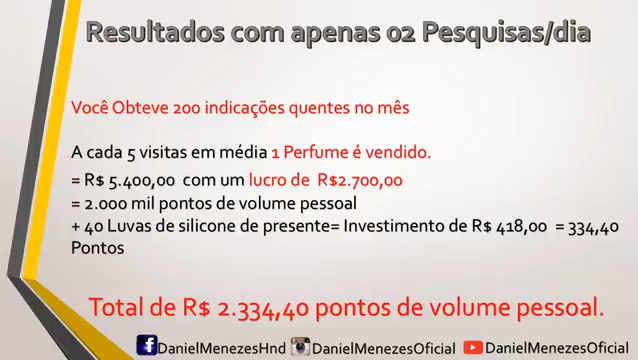 Resultados com apenas 02 Pesquisas/dia
Você Obteve 200 indicações quentes no mês
A cada 5 visitas em média 1 Perfume é vendido.
= R$ 5.400,00 com um lucro de R$2.700,00
= 2.000 mil pontos de volume pessoal
+ 40 Luvas de silicone de presente= Investimento de R$ 418,00 = 334,40
Pontos
Total de R$ 2.334,40 pontos de volume pessoal.
DanielMenezesHnd DanielMenezesOficial DanielMenezesOficial